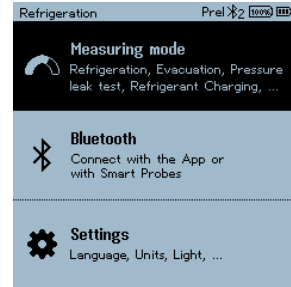 Refrigeration Prel 2 100%
Measuring mode
Refrigeration, Evacuation, Pressure
leak test, Refrigerant Charging, ...
Bluetooth
Connect with the App or
with Smart Probes
Settings
Language, Units, Light, ...